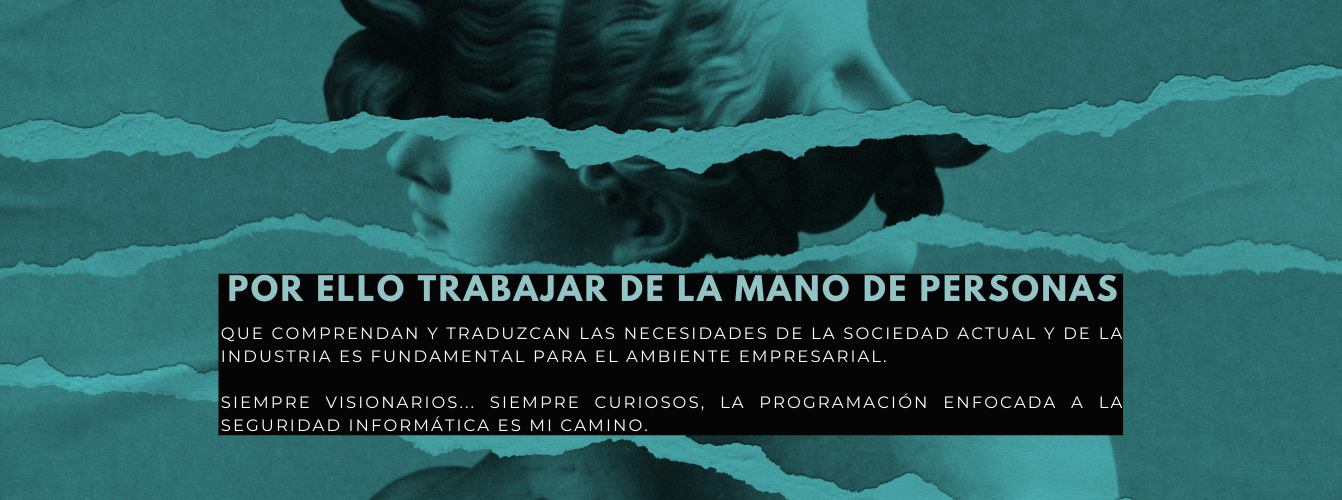 POR ELLO TRABAJAR DE LA MANO DE PERSONAS
QUE COMPRENDAN Y TRADUZCAN LAS NECESIDADES DE LA SOCIEDAD ACTUAL Y DE LA
INDUSTRIA ES FUNDAMENTAL PARA EL AMBIENTE EMPRESARIAL.
SIEMPRE VISIONARIOS... SIEMPRE CURIOSOS, LA PROGRAMACIÓN ENFOCADA A LA
SEGURIDAD INFORMÁTICA ES MI CAMINO.